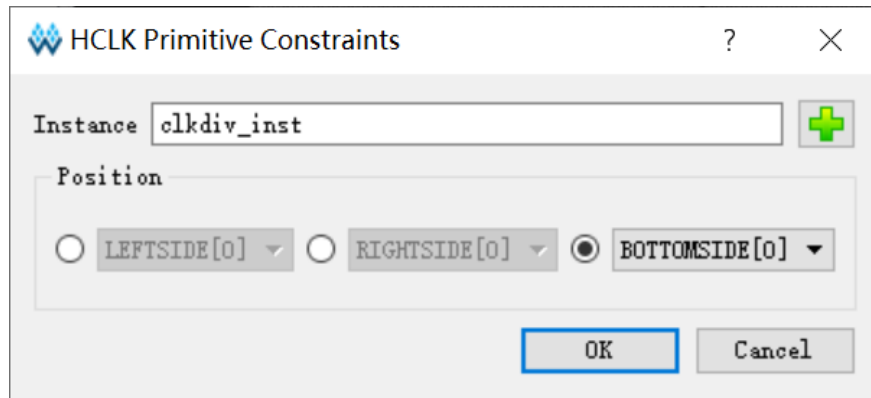 HCLK Primitive Constraints ? ×
Instance clkdiv_inst
Position
LEFTSIDE[0] RIGHTSIDE[0] BOTTOMSIDE[0]
OK Cancel